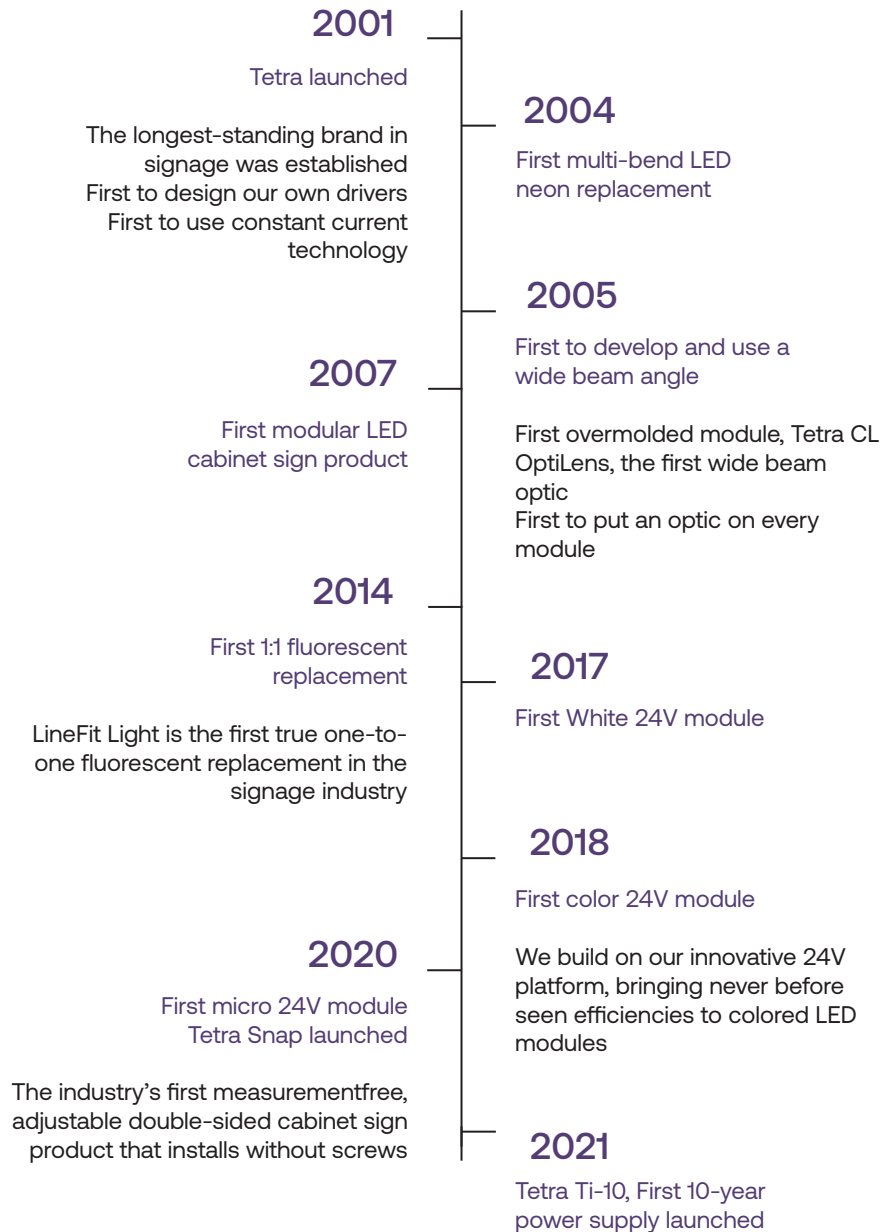 2001
Tetra launched
The longest-standing brand in
signage was established
First to design our own drivers
First to use constant current
technology
2004
First multi-bend LED
neon replacement
2005
First to develop and use a
wide beam angle
First overmolded module, Tetra CL
OptiLens, the first wide beam
optic
First to put an optic on every
module
2007
First modular LED
cabinet sign product
2014
First 1:1 fluorescent
replacement
LineFit Light is the first true one-to-
one fluorescent replacement in the
signage industry
2017
First White 24V module
2018
First color 24V module
We build on our innovative 24V
platform, bringing never before
seen efficiencies to colored LED
modules
2020
First micro 24V module
Tetra Snap launched
The industry’s first measurementfree,
adjustable double-sided cabinet sign
product that installs without screws
2021
Tetra Ti-10, First 10-year
power supply launched